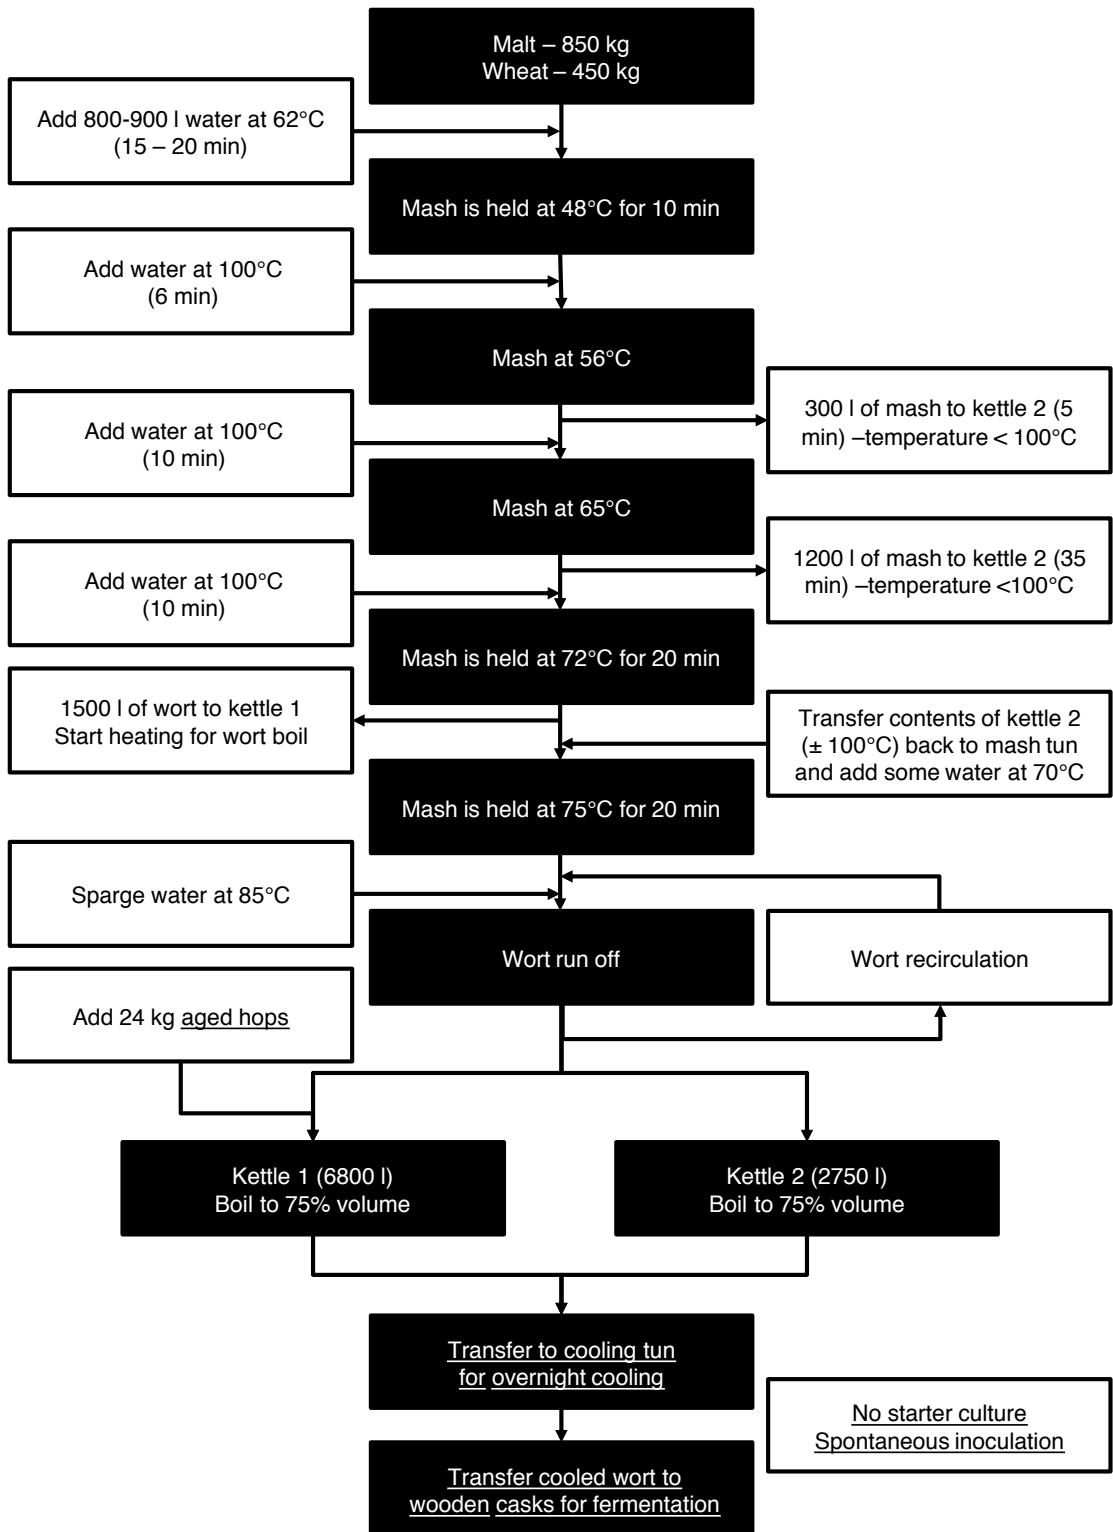 Malt – 850 kg
Wheat – 450 kg
Add 800-900 l water at 62°C
(15 – 20 min)
Mash is held at 48°C for 10 min
Add water at 100°C
(6 min)
Mash at 56°C
300 l of mash to kettle 2 (5
min) –temperature < 100°C
Add water at 100°C
(10 min)
Mash at 65°C
1200 l of mash to kettle 2 (35
min) –temperature <100°C
Add water at 100°C
(10 min)
Mash is held at 72°C for 20 min
1500 l of wort to kettle 1
Start heating for wort boil
Transfer contents of kettle 2
(± 100°C) back to mash tun
and add some water at 70°C
Mash is held at 75°C for 20 min
Sparge water at 85°C
Wort run off
Wort recirculation
Add 24 kg aged hops
Kettle 1 (6800 l)
Boil to 75% volume
Kettle 2 (2750 l)
Boil to 75% volume
Transfer to cooling tun
for overnight cooling
No starter culture
Spontaneous inoculation
Transfer cooled wort to
wooden casks for fermentation